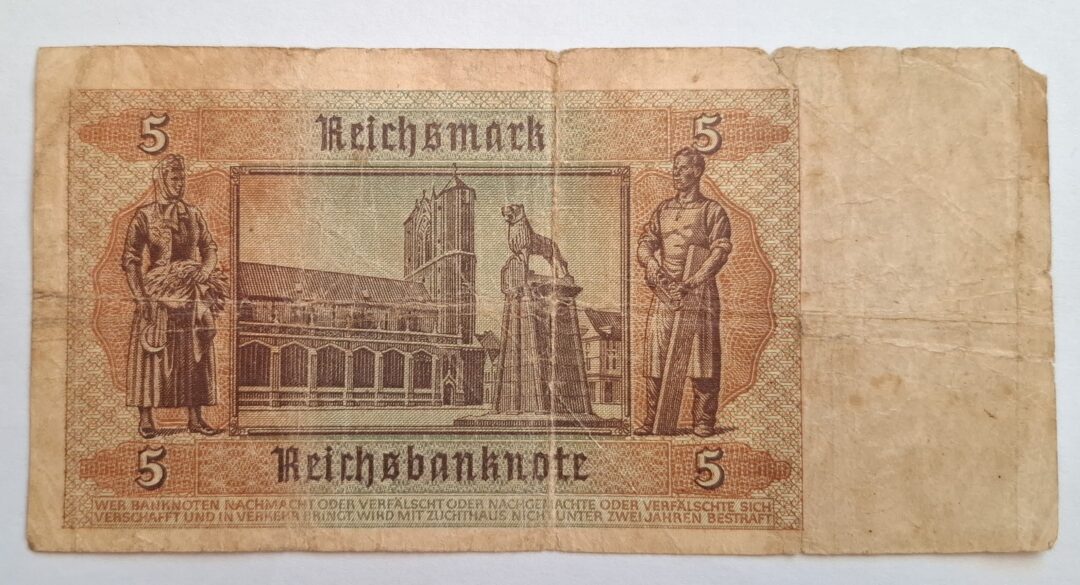 5 Reichsmark 5
5 Reichsbanknote 5
WER BANKNOTEN NACHMACHT ODER VERFÄLSCHT ODER NACHGEMACHTE ODER VERFÄLSCHTE SICH
VERSCHAFFT UND IN VERKEHR BRINGT, WIRD MIT ZUCHTHAUS NICHT UNTER ZWEI JAHREN BESTRAFT